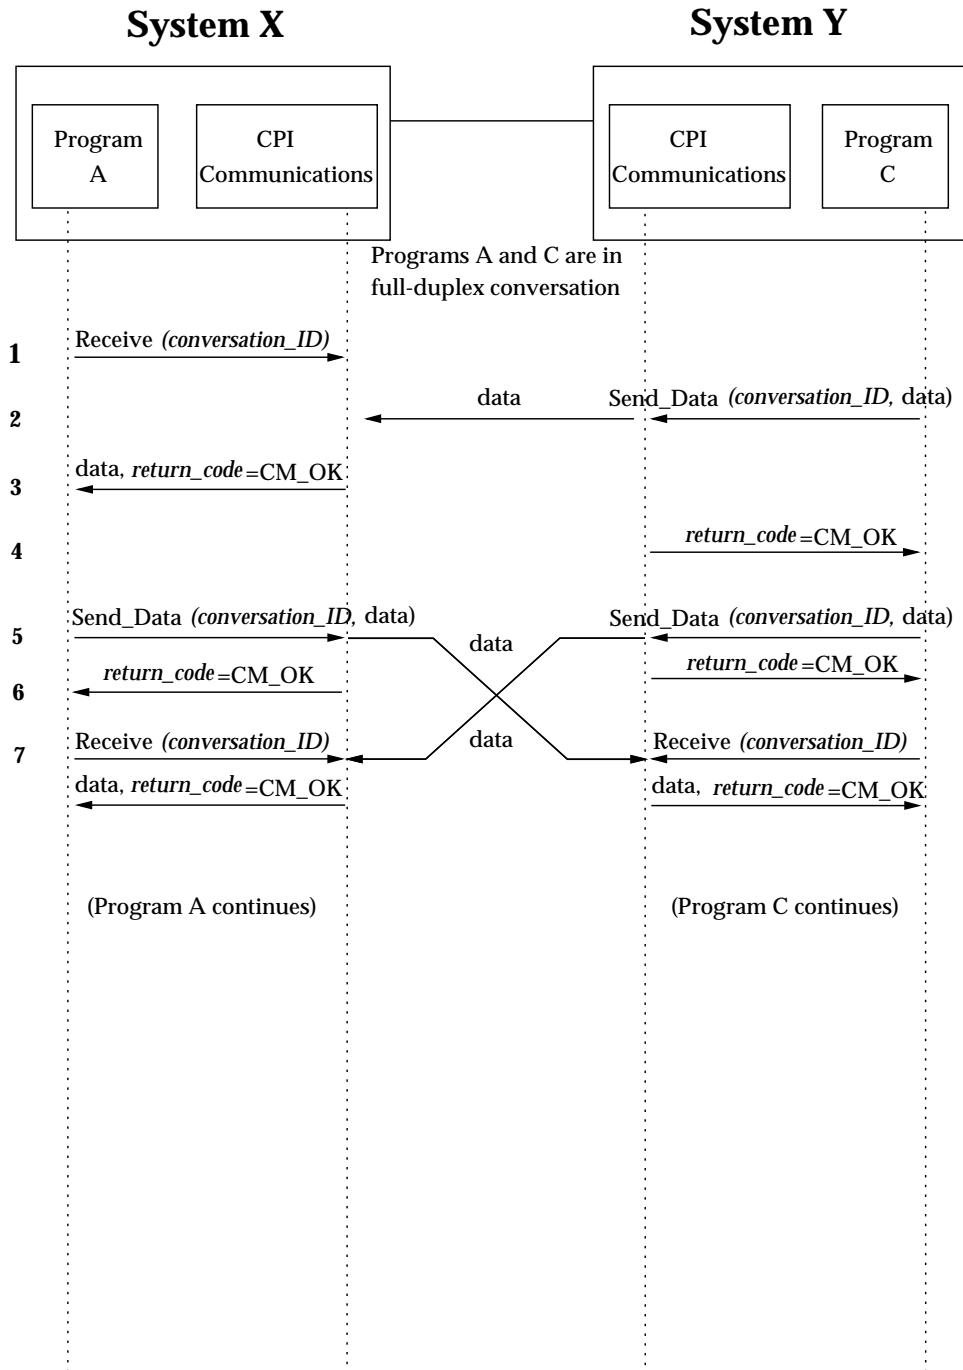 System X
System Y
Program
A
CPI
Communications
CPI
Communications
Program
C
Programs A and C are in
full-duplex conversation
1
Receive (conversation_ID)
2
data
Send_Data (conversation_ID, data)
3
data, return_code=CM_OK
4
return_code=CM_OK
5
Send_Data (conversation_ID, data)
data
Send_Data (conversation_ID, data)
6
return_code=CM_OK
return_code=CM_OK
7
Receive (conversation_ID)
data
Receive (conversation_ID)
data, return_code=CM_OK
data, return_code=CM_OK
(Program A continues)
(Program C continues)